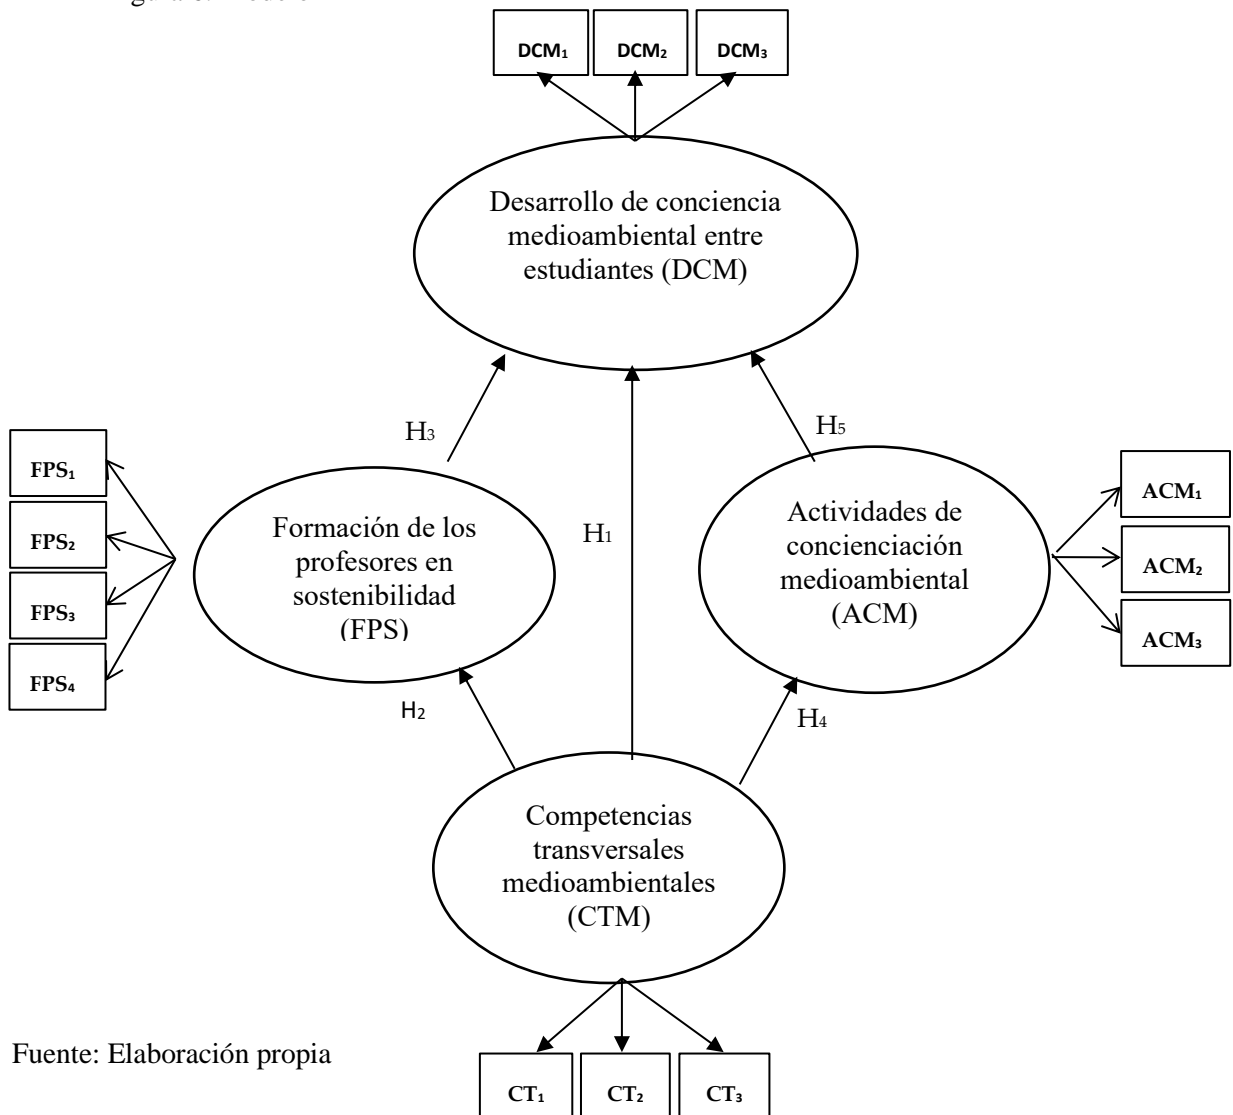 DCM₁ DCM₂ DCM₃
Desarrollo de conciencia
medioambiental entre
estudiantes (DCM)
H₃
H₅
H₁
FPS₁
FPS₂
FPS₃
FPS₄
Formación de los
profesores en
sostenibilidad
(FPS)
Actividades de
concienciación
medioambiental
(ACM)
ACM₁
ACM₂
ACM₃
H₂
H₄
Competencias
transversales
medioambientales
(CTM)
Fuente: Elaboración propia
CT₁ CT₂ CT₃